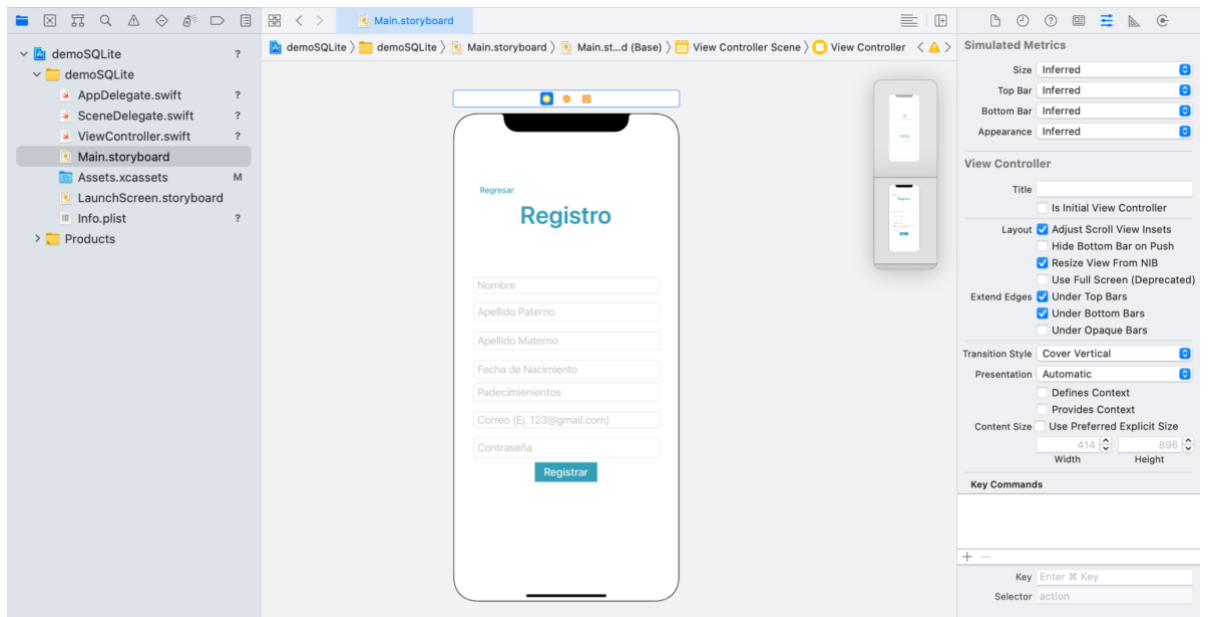 Main.storyboard
demoSQLite ?
demoSQLite
AppDelegate.swift ?
SceneDelegate.swift ?
ViewController.swift ?
Main.storyboard
Assets.xcassets M
LaunchScreen.storyboard
Info.plist ?
Products
demoSQLite demoSQLite Main.storyboard Main.st...d (Base) View Controller Scene View Controller
Regresar
Registro
Nombre
Apellido Paterno
Apellido Materno
Fecha de Nacimiento
Padecimienientos
Correo (Ej. 123@gmail.com)
Contraseña
Registrar
Simulated Metrics
Size Inferred
Top Bar Inferred
Bottom Bar Inferred
Appearance Inferred
View Controller
Title
Is Initial View Controller
Layout Adjust Scroll View Insets
Hide Bottom Bar on Push
Resize View From NIB
Use Full Screen (Deprecated)
Extend Edges Under Top Bars
Under Bottom Bars
Under Opaque Bars
Transition Style Cover Vertical
Presentation Automatic
Defines Context
Provides Context
Content Size Use Preferred Explicit Size
414 896
Width Height
Key Commands
Key Enter ⌘ Key
Selector action